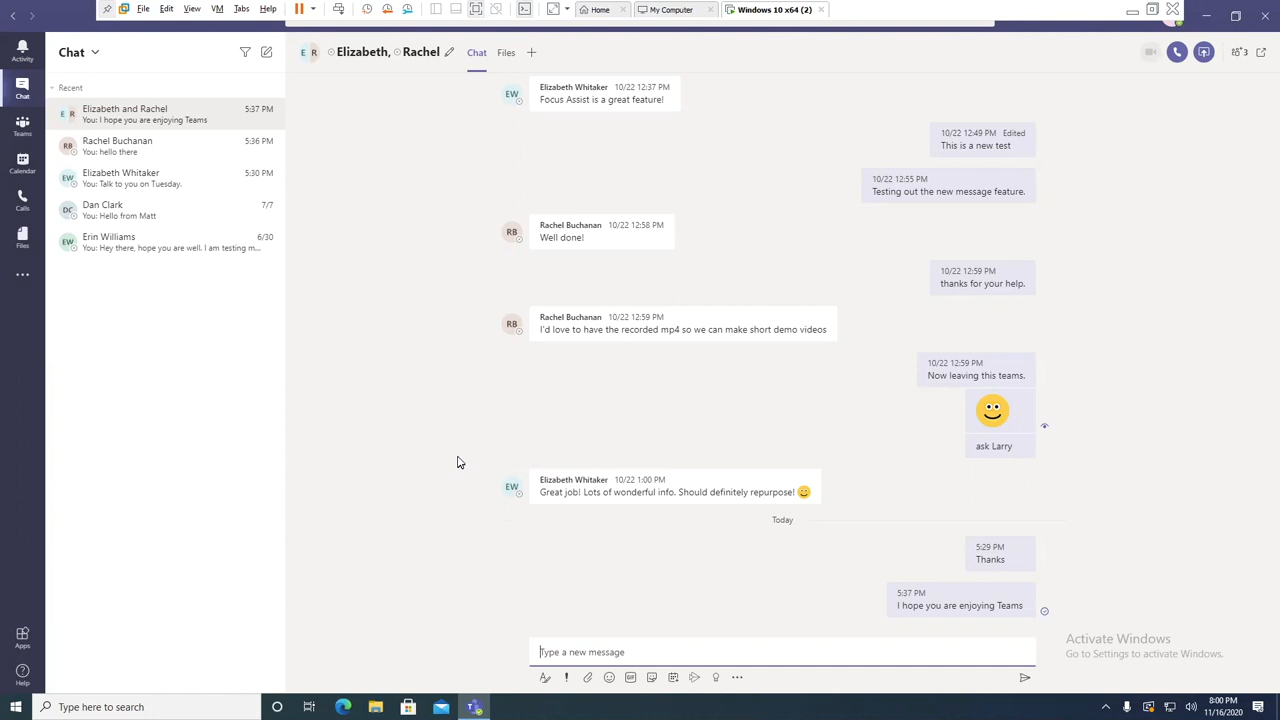 File Edit View VM Tabs Help
Home
My Computer
Windows 10 x64 (2)
Activity
Chat
Teams
Calendar
Calls
Files
Apps
Help
Chat
Recent
Elizabeth and Rachel 5:37 PM
You: I hope you are enjoying Teams
Rachel Buchanan 5:36 PM
You: hello there
Elizabeth Whitaker 5:30 PM
You: Talk to you on Tuesday.
Dan Clark 7/7
You: Hello from Matt
Erin Williams 6/30
You: Hey there, hope you are well. I am testing m...
E R Elizabeth, Rachel Chat Files 3
Elizabeth Whitaker 10/22 12:37 PM
Focus Assist is a great feature!
10/22 12:49 PM Edited
This is a new test
10/22 12:55 PM
Testing out the new message feature.
Rachel Buchanan 10/22 12:58 PM
Well done!
10/22 12:59 PM
thanks for your help.
Rachel Buchanan 10/22 12:59 PM
I'd love to have the recorded mp4 so we can make short demo videos
10/22 12:59 PM
Now leaving this teams.
ask Larry
Elizabeth Whitaker 10/22 1:00 PM
Great job! Lots of wonderful info. Should definitely repurpose!
Today
5:29 PM
Thanks
5:37 PM
I hope you are enjoying Teams
Type a new message
Activate Windows
Go to Settings to activate Windows.
Type here to search
8:00 PM
11/16/2020